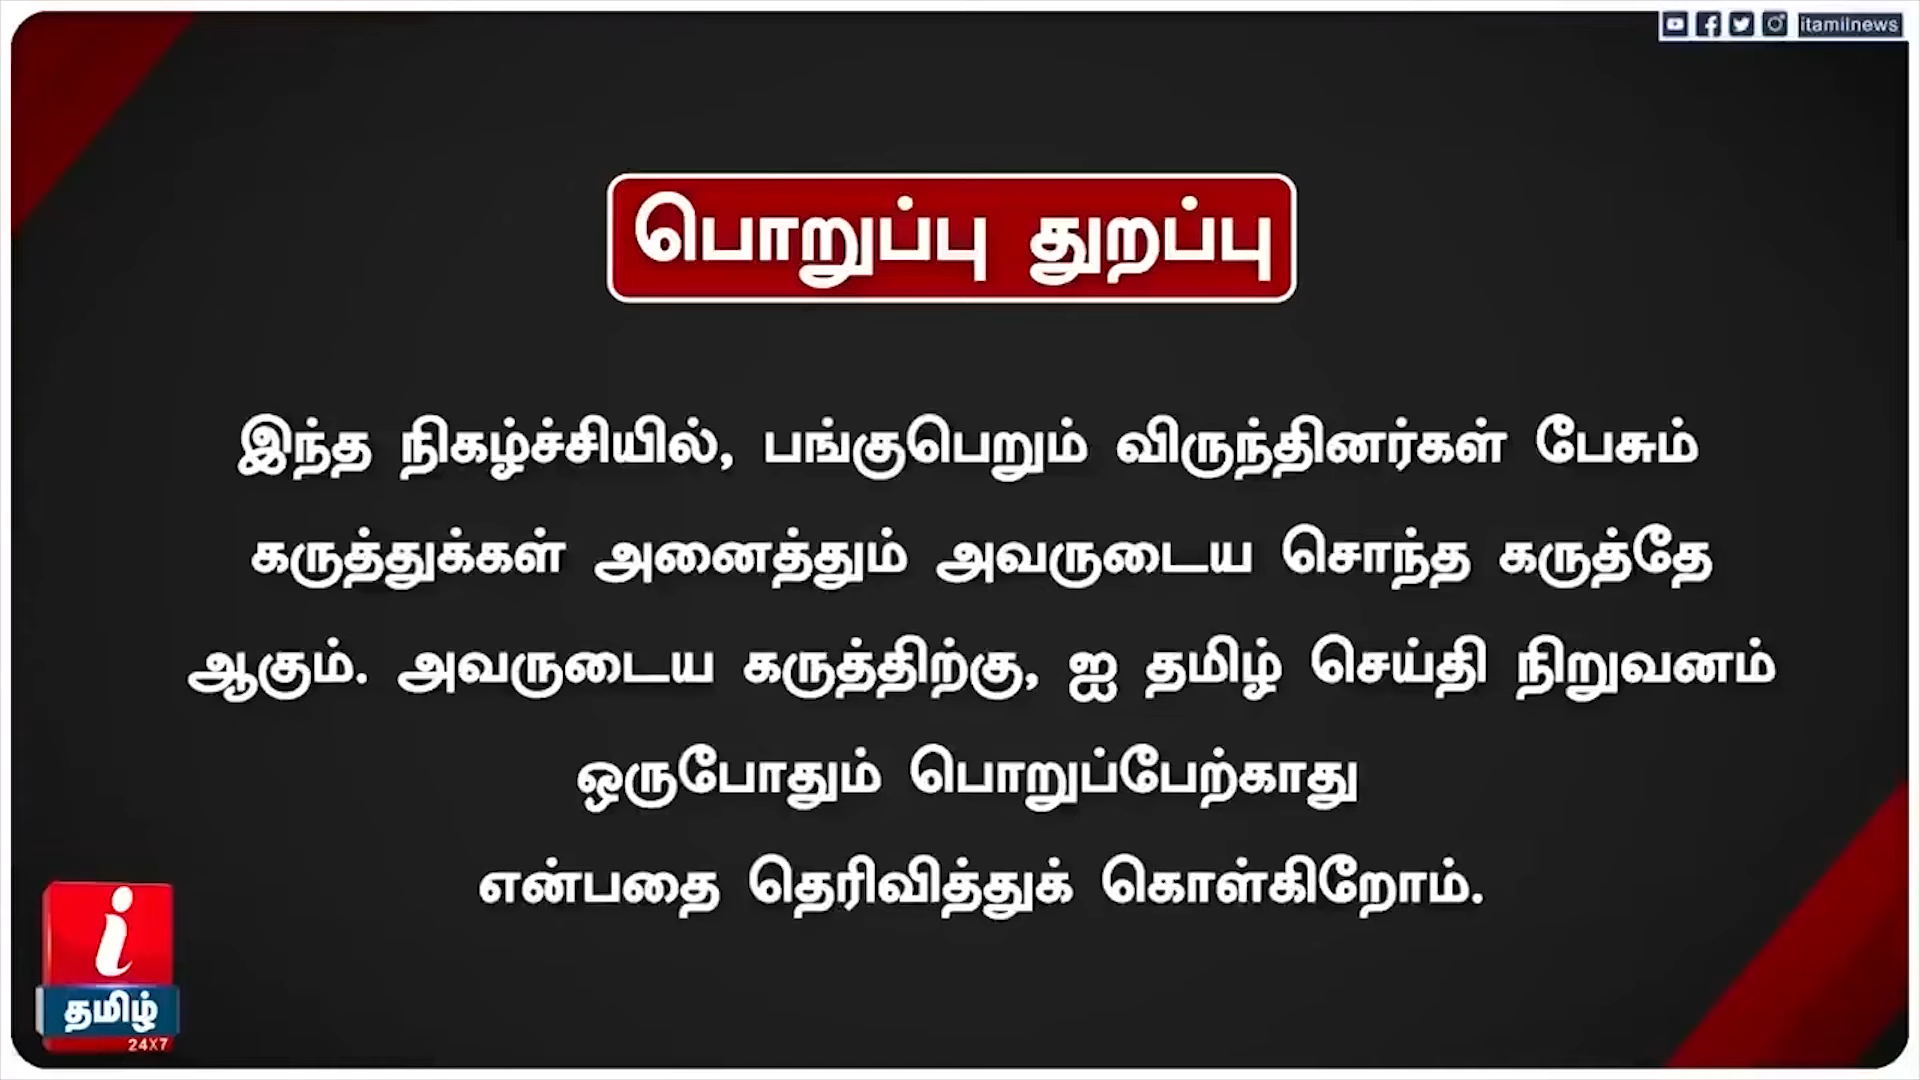 itamilnews
பொறுப்பு துறப்பு
இந்த நிகழ்ச்சியில், பங்குபெறும் விருந்தினர்கள் பேசும்
கருத்துக்கள் அனைத்தும் அவருடைய சொந்த கருத்தே
ஆகும். அவருடைய கருத்திற்கு, ஐ தமிழ் செய்தி நிறுவனம்
ஒருபோதும் பொறுப்பேற்காது
என்பதை தெரிவித்துக் கொள்கிறோம்.
i
தமிழ்
24X7